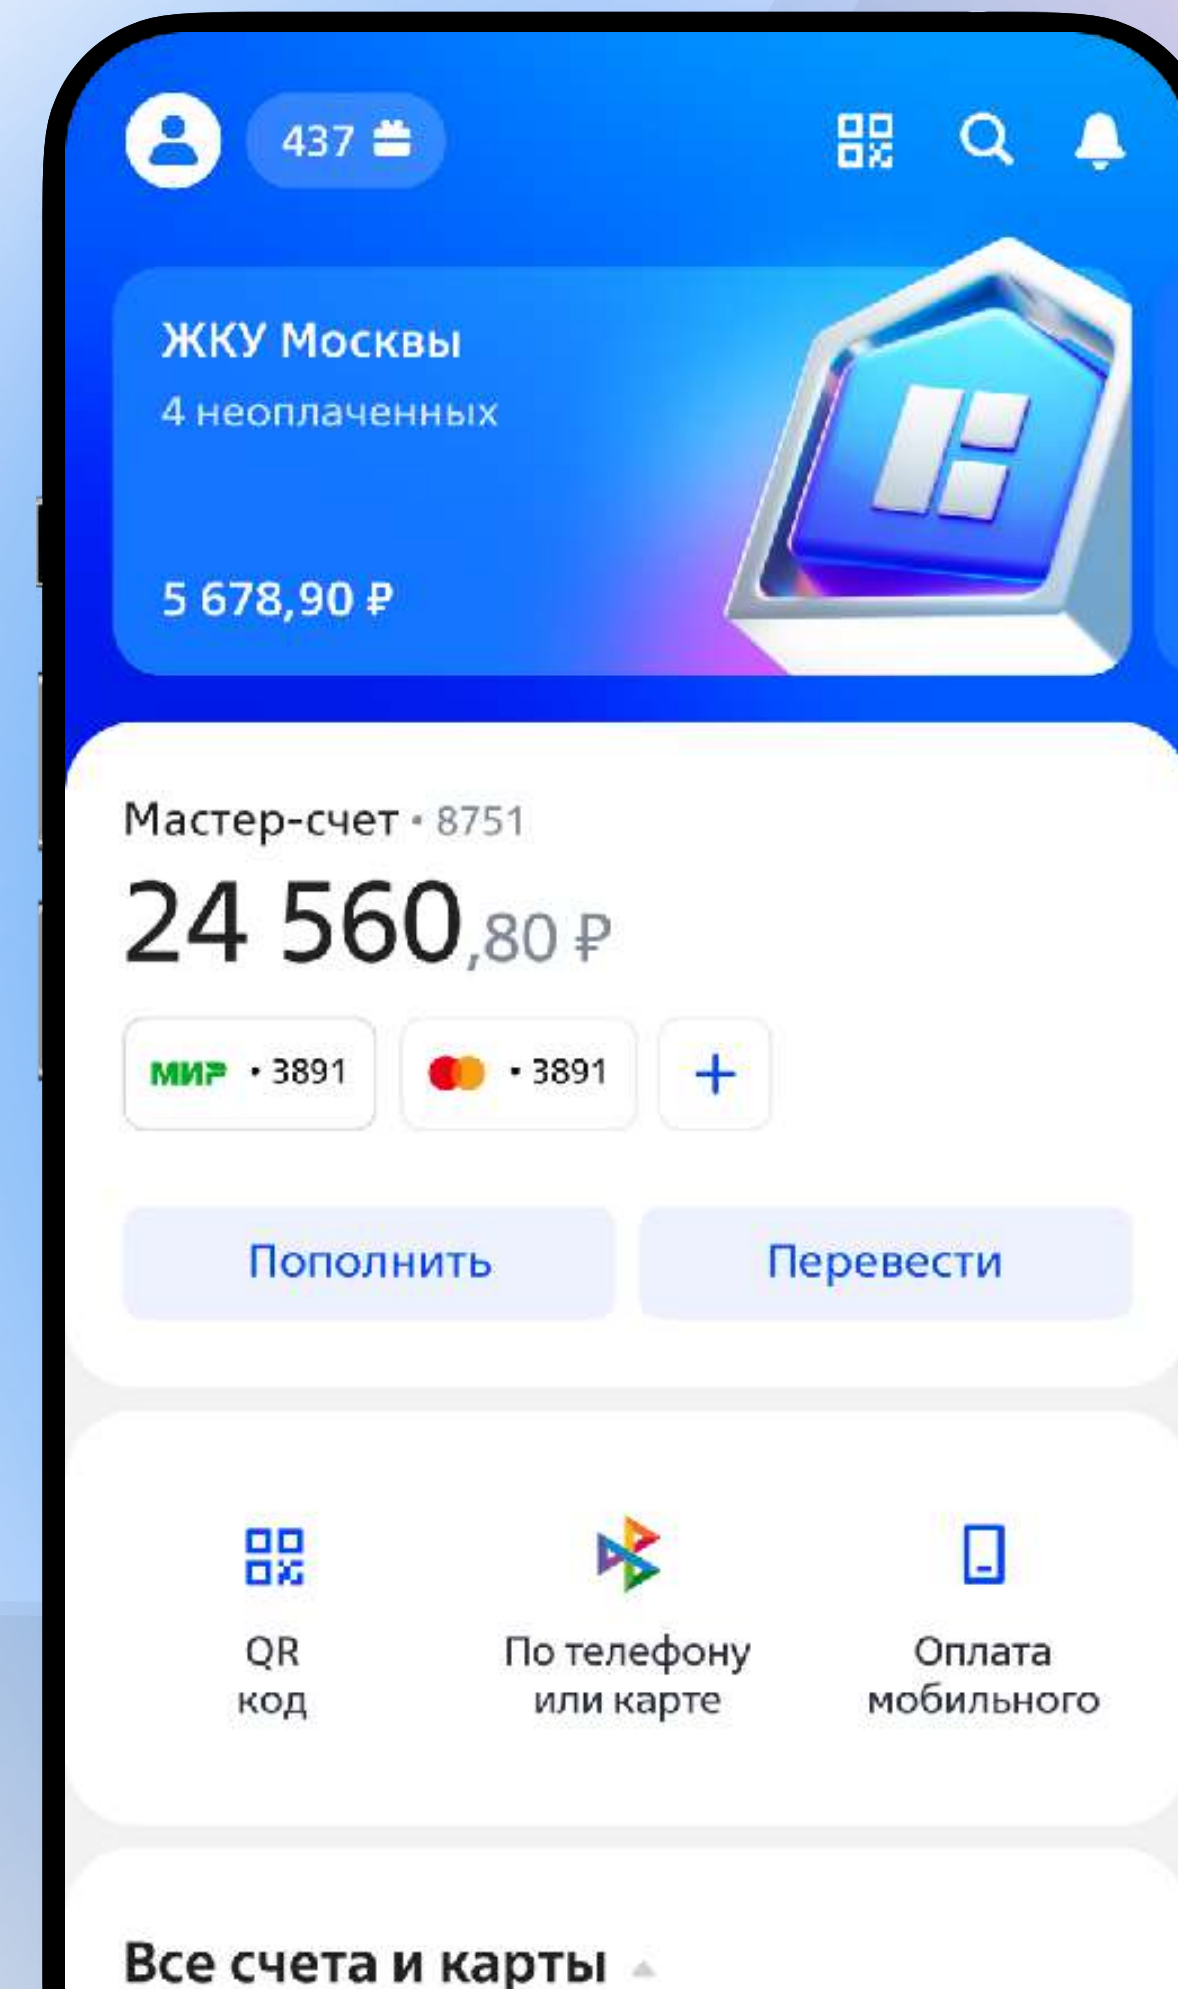 437
ЖКУ Москвы
4 неоплаченных
5 678,90 ₽
Мастер-счет • 8751
24 560,80 ₽
МИР • 3891
• 3891
+
Пополнить
Перевести
QR
код
По телефону
или карте
Оплата
мобильного
Все счета и карты